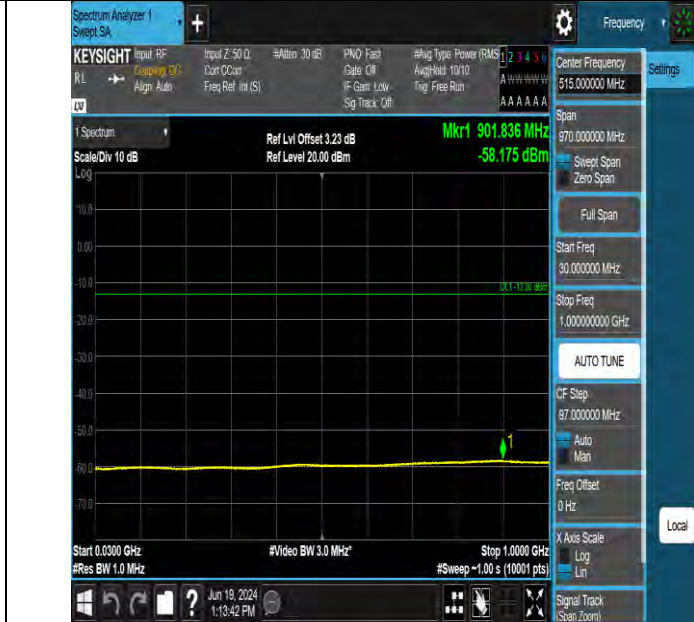 Spectrum Analyzer 1
Swept SA
+
Frequency
KEYSIGHT
RL
Input: RF
Coupling: DC
Align: Auto
Input Z: 50 Ω
Corr CCorr
Freq Ref: Int (S)
#Atten: 30 dB
PNO: Fast
Gate: Off
IF Gain: Low
Sig Track: Off
#Avg Type: Power (RMS
Avg|Hold: 10/10
Trig: Free Run
1 2 3 4 5 6
A W W W W W
A A A A A A
LXI
1 Spectrum
Scale/Div 10 dB
Log
Ref Lvl Offset 3.23 dB
Ref Level 20.00 dBm
Mkr1 901.836 MHz
-58.175 dBm
10.0
0.00
-10.0
-20.0
-30.0
-40.0
-50.0
-60.0
-70.0
DL1 -13.00 dBm
1
Start 0.0300 GHz
#Res BW 1.0 MHz
#Video BW 3.0 MHz*
Stop 1.0000 GHz
#Sweep ~1.00 s (10001 pts)
Jun 19, 2024
1:13:42 PM
?
Center Frequency
515.000000 MHz
Span
970.000000 MHz
Swept Span
Zero Span
Full Span
Start Freq
30.000000 MHz
Stop Freq
1.000000000 GHz
AUTO TUNE
CF Step
97.000000 MHz
Auto
Man
Freq Offset
0 Hz
X Axis Scale
Log
Lin
Signal Track
(Span Zoom)
Settings
Local